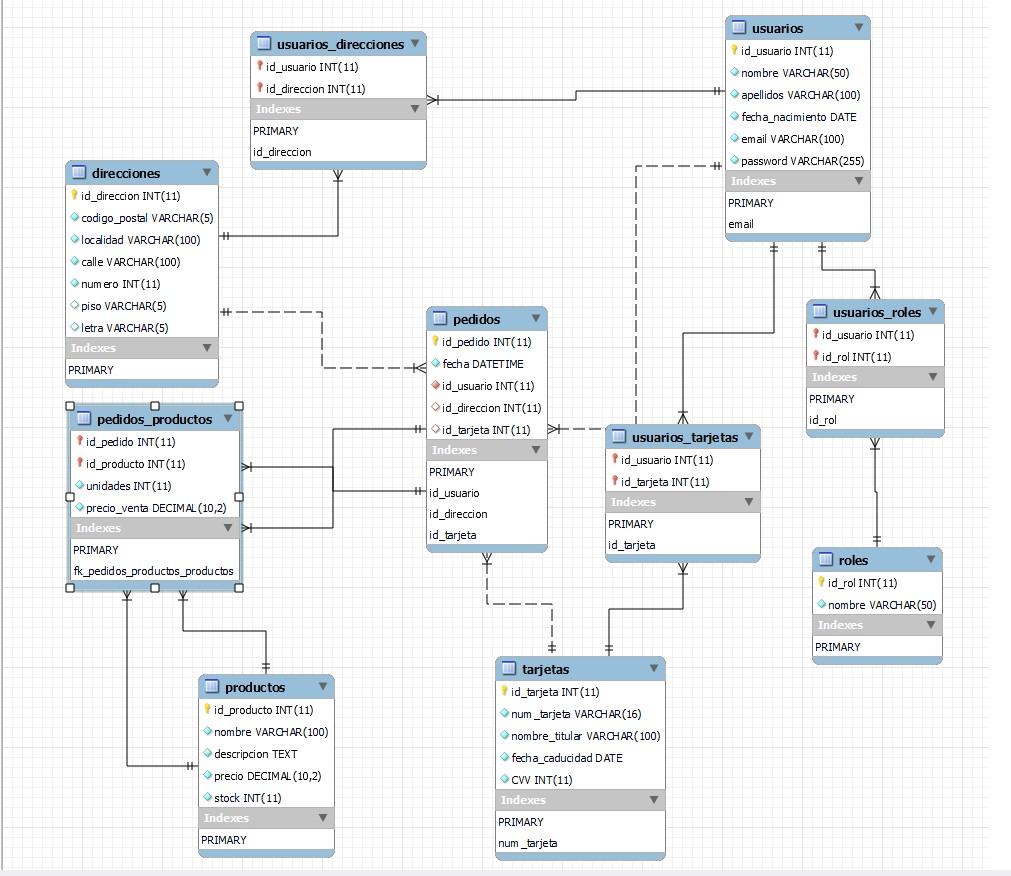 usuarios_direcciones
id_usuario INT(11)
id_direccion INT(11)
Indexes
PRIMARY
id_direccion
usuarios
id_usuario INT(11)
nombre VARCHAR(50)
apellidos VARCHAR(100)
fecha_nacimiento DATE
email VARCHAR(100)
password VARCHAR(255)
Indexes
PRIMARY
email
direcciones
id_direccion INT(11)
codigo_postal VARCHAR(5)
localidad VARCHAR(100)
calle VARCHAR(100)
numero INT(11)
piso VARCHAR(5)
letra VARCHAR(5)
Indexes
PRIMARY
pedidos
id_pedido INT(11)
fecha DATETIME
id_usuario INT(11)
id_direccion INT(11)
id_tarjeta INT(11)
Indexes
PRIMARY
id_usuario
id_direccion
id_tarjeta
usuarios_roles
id_usuario INT(11)
id_rol INT(11)
Indexes
PRIMARY
id_rol
pedidos_productos
id_pedido INT(11)
id_producto INT(11)
unidades INT(11)
precio_venta DECIMAL(10,2)
Indexes
PRIMARY
fk_pedidos_productos_productos
usuarios_tarjetas
id_usuario INT(11)
id_tarjeta INT(11)
Indexes
PRIMARY
id_tarjeta
roles
id_rol INT(11)
nombre VARCHAR(50)
Indexes
PRIMARY
productos
id_producto INT(11)
nombre VARCHAR(100)
descripcion TEXT
precio DECIMAL(10,2)
stock INT(11)
Indexes
PRIMARY
tarjetas
id_tarjeta INT(11)
num_tarjeta VARCHAR(16)
nombre_titular VARCHAR(100)
fecha_caducidad DATE
CVV INT(11)
Indexes
PRIMARY
num_tarjeta